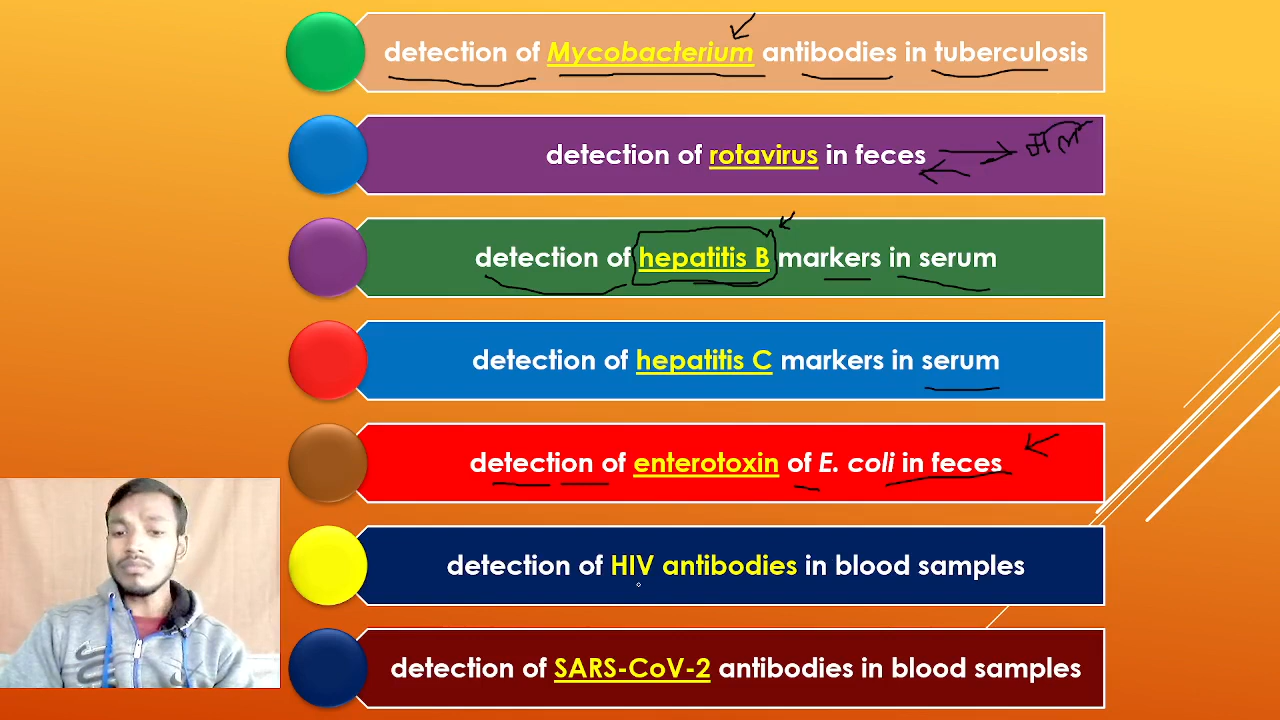 detection of Mycobacterium antibodies in tuberculosis
detection of rotavirus in feces मल
detection of hepatitis B markers in serum
detection of hepatitis C markers in serum
detection of enterotoxin of E. coli in feces
detection of HIV antibodies in blood samples
detection of SARS-CoV-2 antibodies in blood samples